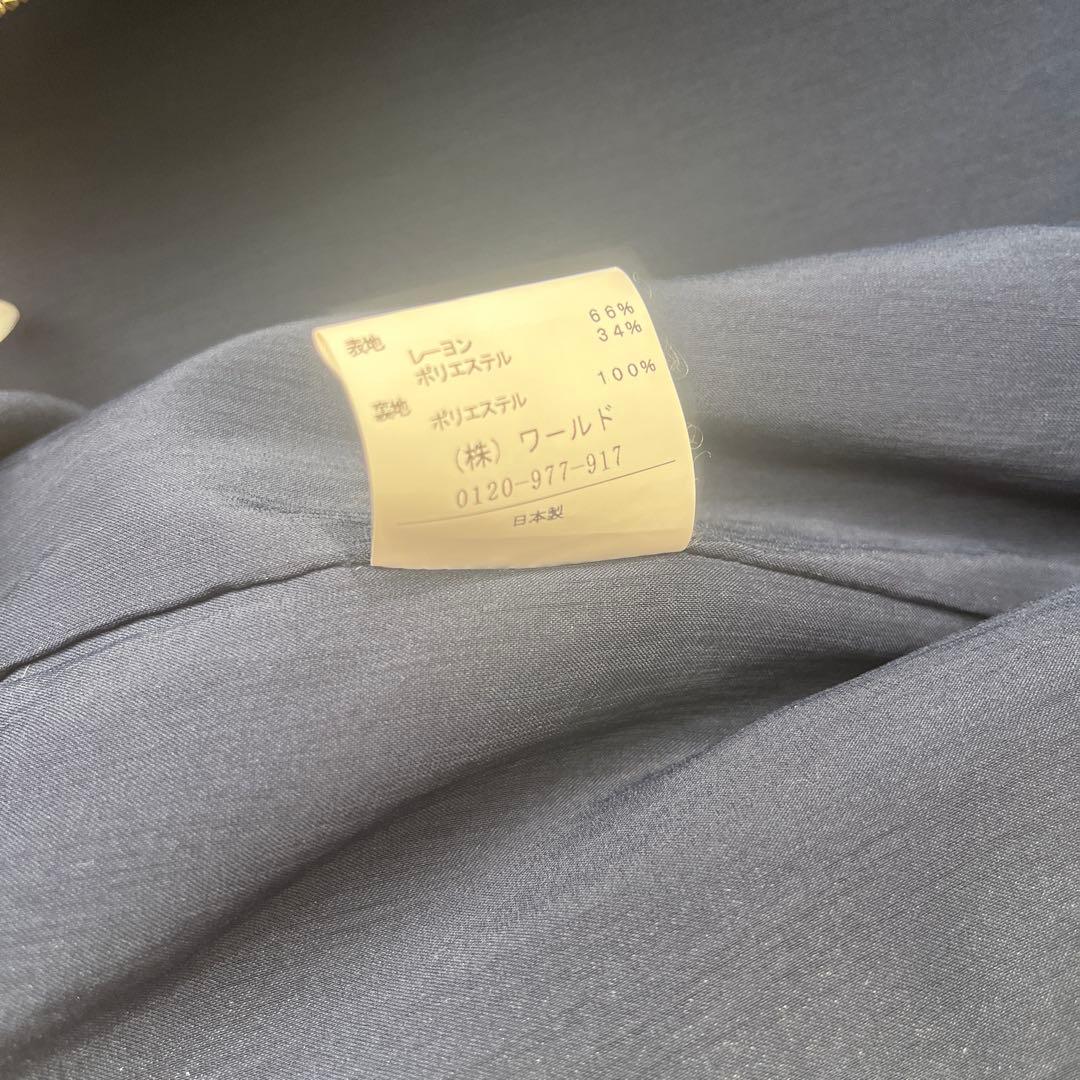 表地
レーヨン 66%
ポリエステル 34%
裏地
ポリエステル 100%
(株) ワールド
0120-977-917
日本製